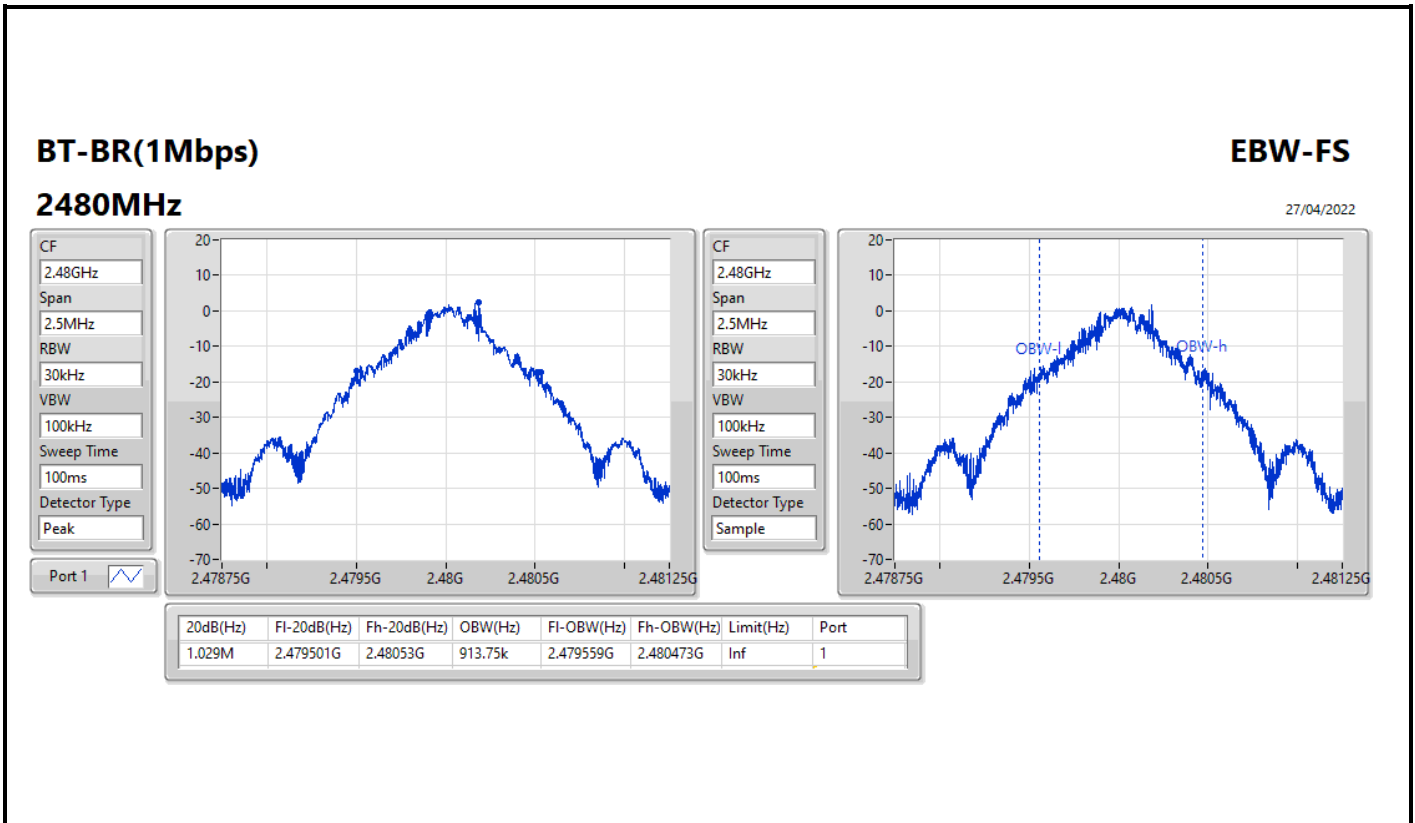 BT-BR(1Mbps)
EBW-FS
2480MHz
27/04/2022
CF
2.48GHz
Span
2.5MHz
RBW
30kHz
VBW
100kHz
Sweep Time
100ms
Detector Type
Peak
Port 1
20
10
0
-10
-20
-30
-40
-50
-60
-70
2.47875G 2.4795G 2.48G 2.4805G 2.48125G
CF
2.48GHz
Span
2.5MHz
RBW
30kHz
VBW
100kHz
Sweep Time
100ms
Detector Type
Sample
20
10
0
-10
-20
-30
-40
-50
-60
-70
OBW-l
OBW-h
2.47875G 2.4795G 2.48G 2.4805G 2.48125G
20dB(Hz) Fl-20dB(Hz) Fh-20dB(Hz) OBW(Hz) Fl-OBW(Hz) Fh-OBW(Hz) Limit(Hz) Port
1.029M 2.479501G 2.48053G 913.75k 2.479559G 2.480473G Inf 1